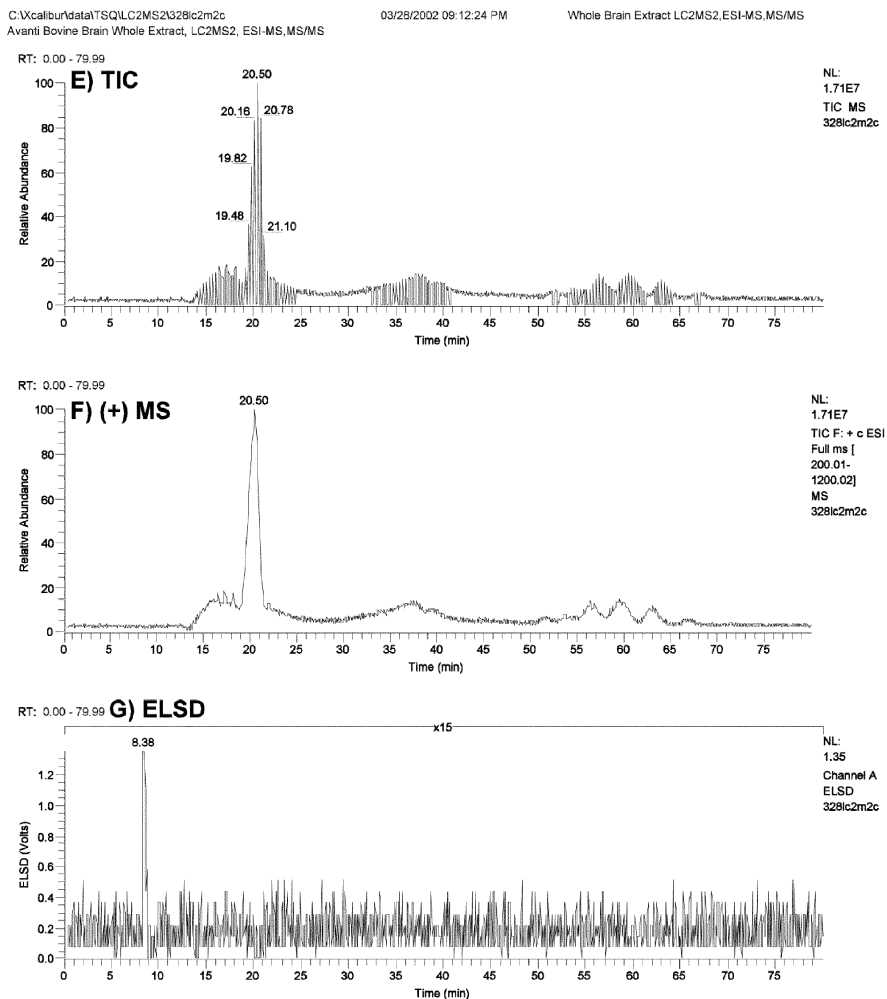 C:\Xcalibur\data\TSQ\LC2MS2\328lc2m2c 03/28/2002 09:12:24 PM Whole Brain Extract LC2MS2,ESI-MS,MS/MS
Avanti Bovine Brain Whole Extract, LC2MS2, ESI-MS,MS/MS
RT: 0.00 - 79.99
E) TIC
NL:
1.71E7
TIC MS
328lc2m2c
20.50
20.16
20.78
19.82
19.48
21.10
100
80
60
40
20
0
Relative Abundance
0 5 10 15 20 25 30 35 40 45 50 55 60 65 70 75
Time (min)
RT: 0.00 - 79.99
F) (+) MS
NL:
1.71E7
TIC F: + c ESI
Full ms [
200.01-
1200.02]
MS
328lc2m2c
20.50
100
80
60
40
20
0
Relative Abundance
0 5 10 15 20 25 30 35 40 45 50 55 60 65 70 75
Time (min)
RT: 0.00 - 79.99 G) ELSD
x15
NL:
1.35
Channel A
ELSD
328lc2m2c
8.38
1.2
1.0
0.8
0.6
0.4
0.2
0.0
ELSD (Volts)
0 5 10 15 20 25 30 35 40 45 50 55 60 65 70 75
Time (min)